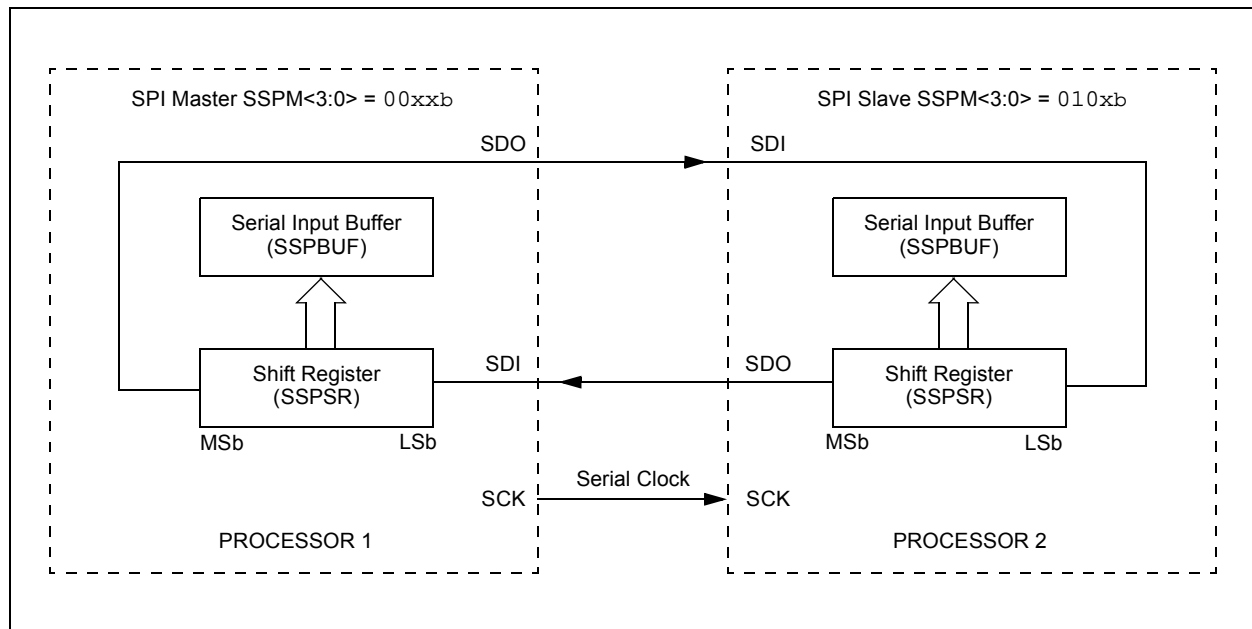 SPI Master SSPM<3:0> = 00xxb
SDO
Serial Input Buffer
(SSPBUF)
Shift Register
(SSPSR)
MSb
LSb
SDI
SCK
PROCESSOR 1
Serial Clock
SPI Slave SSPM<3:0> = 010xb
SDI
Serial Input Buffer
(SSPBUF)
SDO
Shift Register
(SSPSR)
MSb
LSb
SCK
PROCESSOR 2